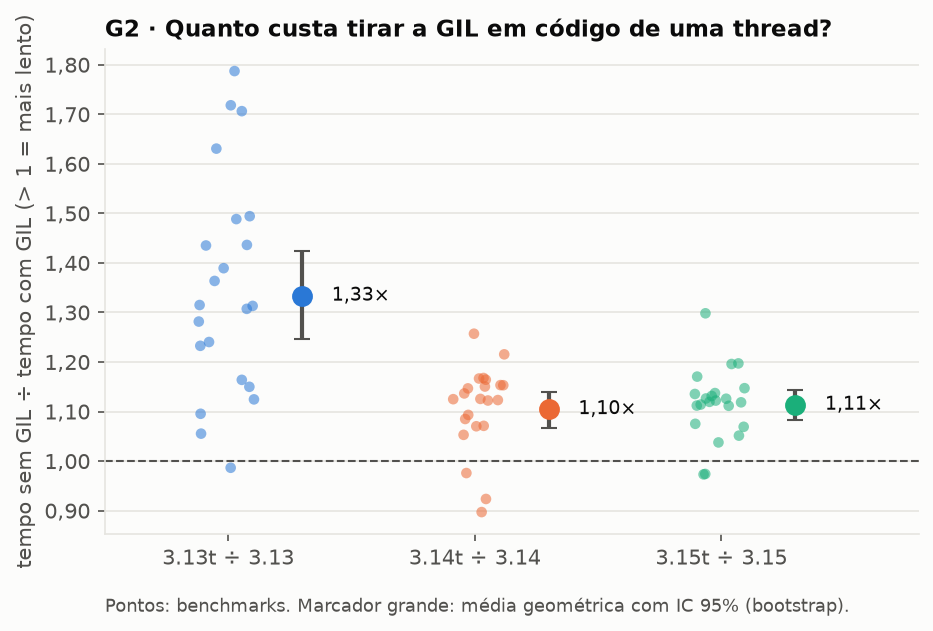 G2 · Quanto custa tirar a GIL em código de uma thread?
tempo sem GIL ÷ tempo com GIL (> 1 = mais lento)
1,80
1,70
1,60
1,50
1,40
1,30
1,20
1,10
1,00
0,90
1,33×
1,10×
1,11×
3.13t ÷ 3.13
3.14t ÷ 3.14
3.15t ÷ 3.15
Pontos: benchmarks. Marcador grande: média geométrica com IC 95% (bootstrap).